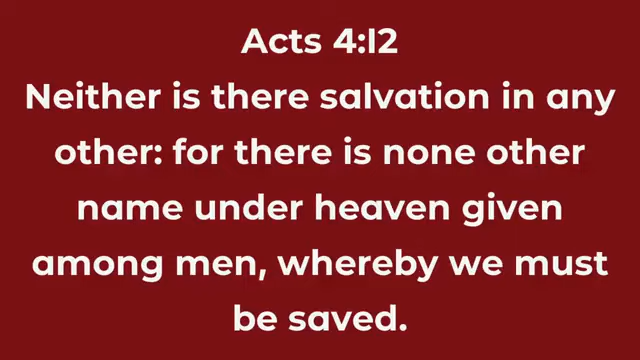 Acts 4:12
Neither is there salvation in any
other: for there is none other
name under heaven given
among men, whereby we must
be saved.